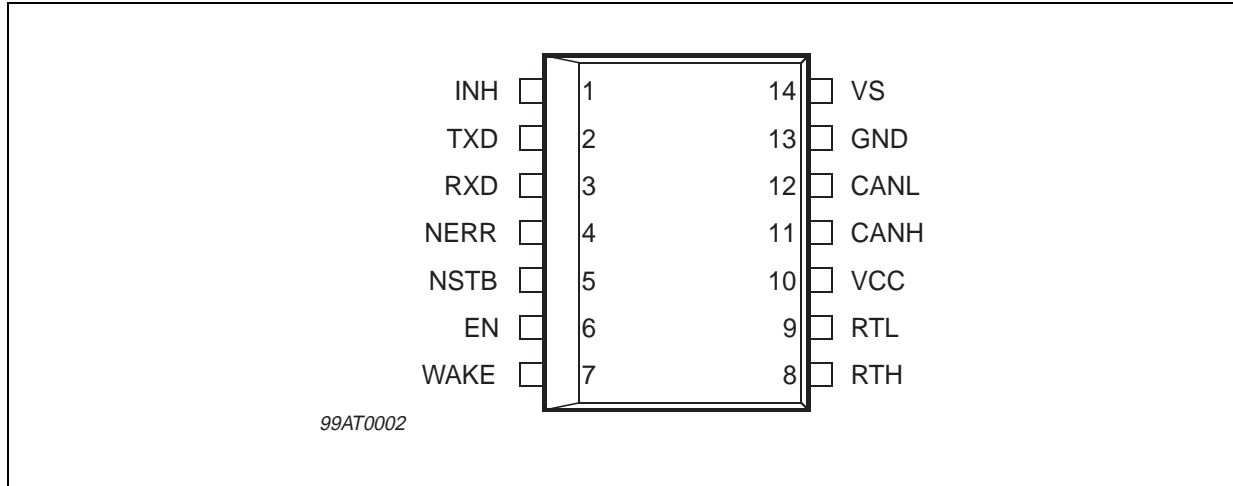 INH 1 14 VS
TXD 2 13 GND
RXD 3 12 CANL
NERR 4 11 CANH
NSTB 5 10 VCC
EN 6 9 RTL
WAKE 7 8 RTH
99AT0002